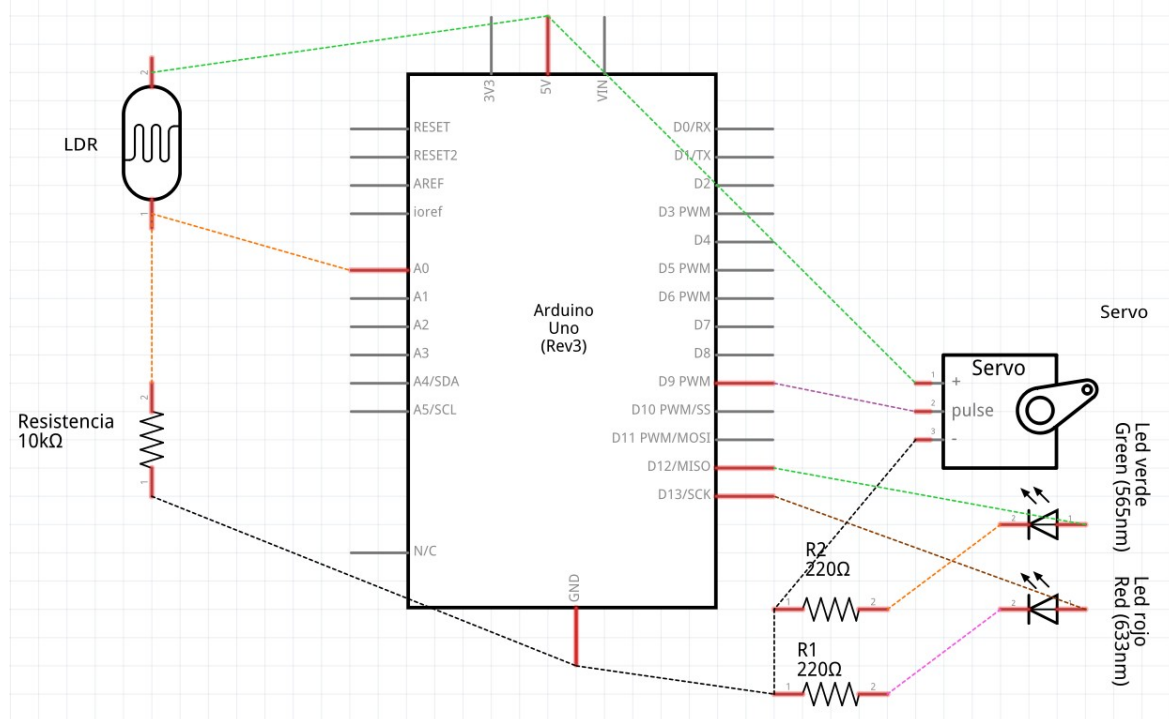 3V3
5V
VIN
2
LDR
1
RESET
RESET2
AREF
ioref
A0
A1
A2
A3
A4/SDA
A5/SCL
N/C
D0/RX
D1/TX
D2
D3 PWM
D4
D5 PWM
D6 PWM
D7
D8
D9 PWM
D10 PWM/SS
D11 PWM/MOSI
D12/MISO
D13/SCK
GND
Arduino
Uno
(Rev3)
Resistencia
10kΩ
2
1
Servo
Servo
1
+
2
pulse
3
-
Led verde
Green (565nm)
2
1
Led rojo
Red (633nm)
2
1
R2
220Ω
1
2
R1
220Ω
1
2